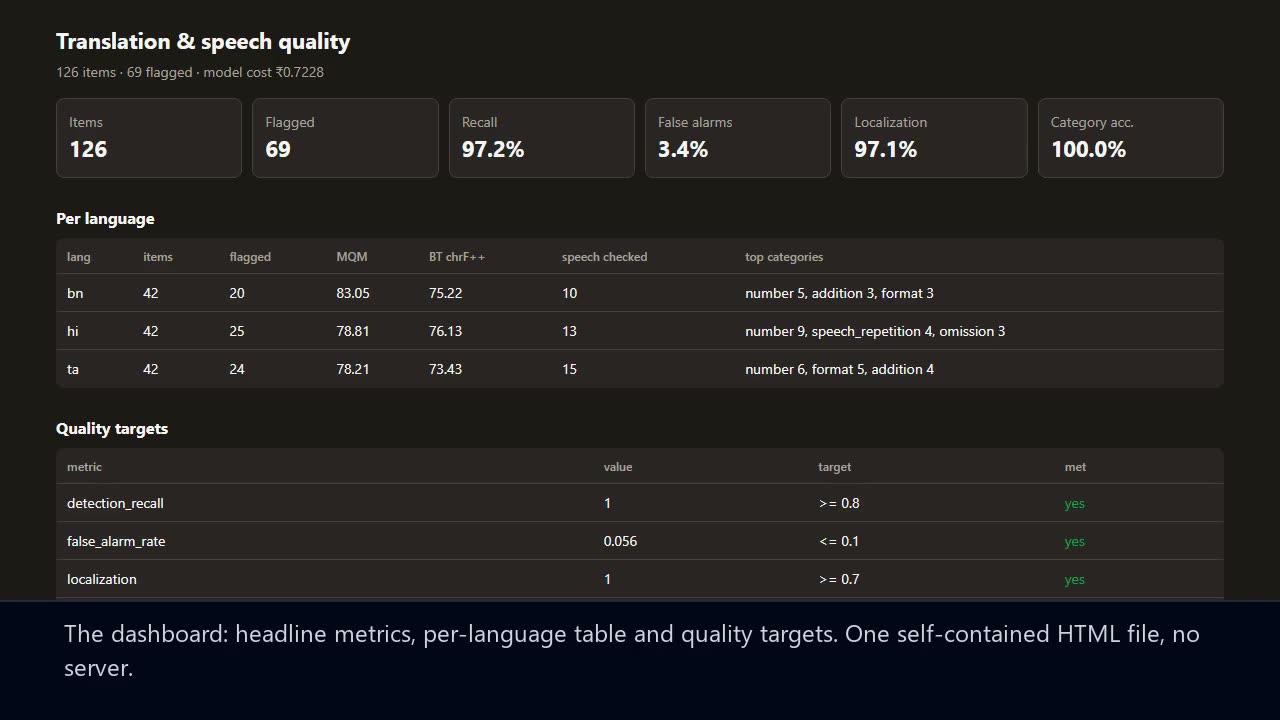 Translation & speech quality
126 items · 69 flagged · model cost ₹0.7228
Items Flagged Recall False alarms Localization Category acc.
126 69 97.2% 3.4% 97.1% 100.0%
Per language
lang items flagged MQM BT chrF++ speech checked top categories
bn 42 20 83.05 75.22 10 number 5, addition 3, format 3
hi 42 25 78.81 76.13 13 number 9, speech_repetition 4, omission 3
ta 42 24 78.21 73.43 15 number 6, format 5, addition 4
Quality targets
metric value target met
detection_recall 1 >= 0.8 yes
false_alarm_rate 0.056 <= 0.1 yes
localization 1 >= 0.7 yes
The dashboard: headline metrics, per-language table and quality targets. One self-contained HTML file, no
server.